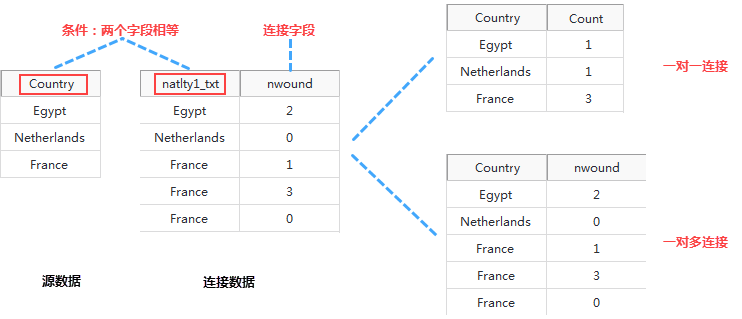 条件：两个字段相等
连接字段
Country
Egypt
Netherlands
France
natlty1_txt nwound
Egypt 2
Netherlands 0
France 1
France 3
France 0
源数据
连接数据
Country Count
Egypt 1
Netherlands 1
France 3
一对一连接
Country nwound
Egypt 2
Netherlands 0
France 1
France 3
France 0
一对多连接